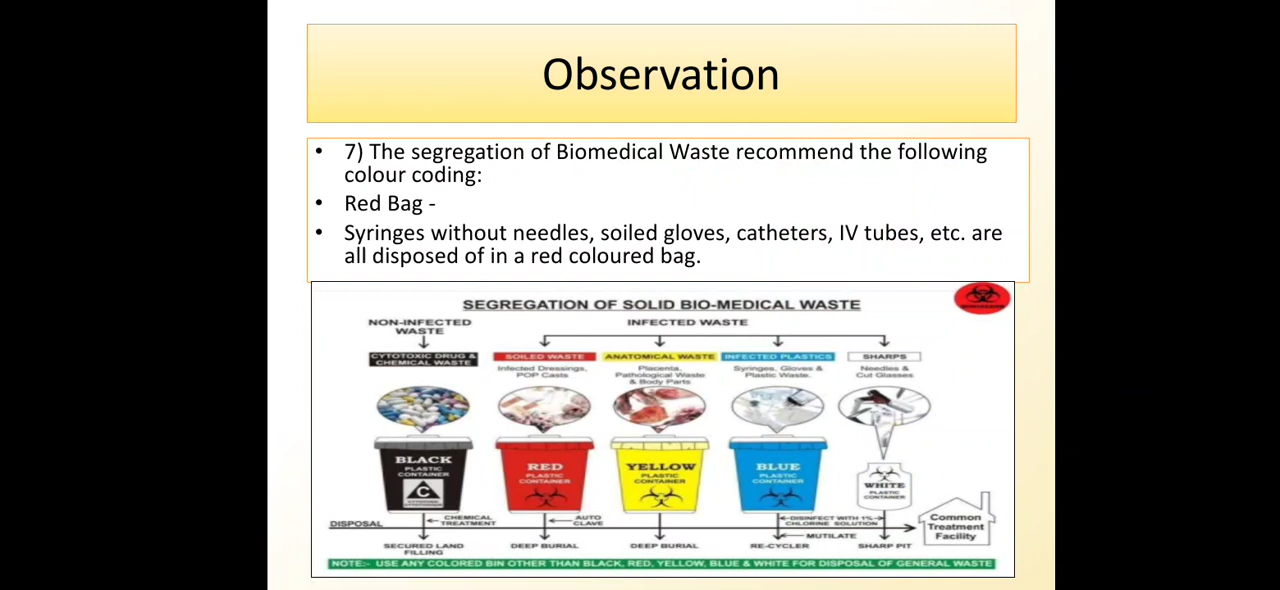 Observation
• 7) The segregation of Biomedical Waste recommend the following
colour coding:
• Red Bag -
• Syringes without needles, soiled gloves, catheters, IV tubes, etc. are
all disposed of in a red coloured bag.
SEGREGATION OF SOLID BIO-MEDICAL WASTE
NON-INFECTED
WASTE
INFECTED WASTE
CYTOTOXIC DRUG &
CHEMICAL WASTE
SOILED WASTE
ANATOMICAL WASTE
INFECTED PLASTICS
SHARPS
Infected Dressings,
POP Casts
Placenta,
Pathological Waste
& Body Parts
Syringes, Gloves &
Plastic Waste.
Needles &
Cut Glasses
BLACK
PLASTIC
CONTAINER
C
RED
PLASTIC
CONTAINER
YELLOW
PLASTIC
CONTAINER
BLUE
PLASTIC
CONTAINER
WHITE
PLASTIC
CONTAINER
DISPOSAL
CHEMICAL
TREATMENT
AUTO
CLAVE
DISINFECT WITH 1%
CHLORINE SOLUTION
MUTILATE
Common
Treatment
Facility
SECURED LAND
FILLING
DEEP BURIAL
DEEP BURIAL
RE-CYCLER
SHARP PIT
NOTE:- USE ANY COLORED BIN OTHER THAN BLACK, RED, YELLOW, BLUE & WHITE FOR DISPOSAL OF GENERAL WASTE